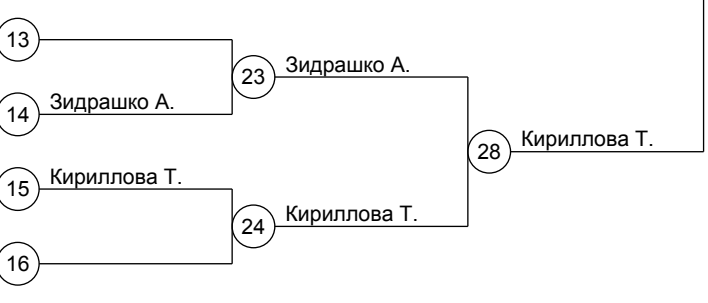 13
23 Зидрашко А.
14 Зидрашко А.
28 Кириллова Т.
15 Кириллова Т.
24 Кириллова Т.
16